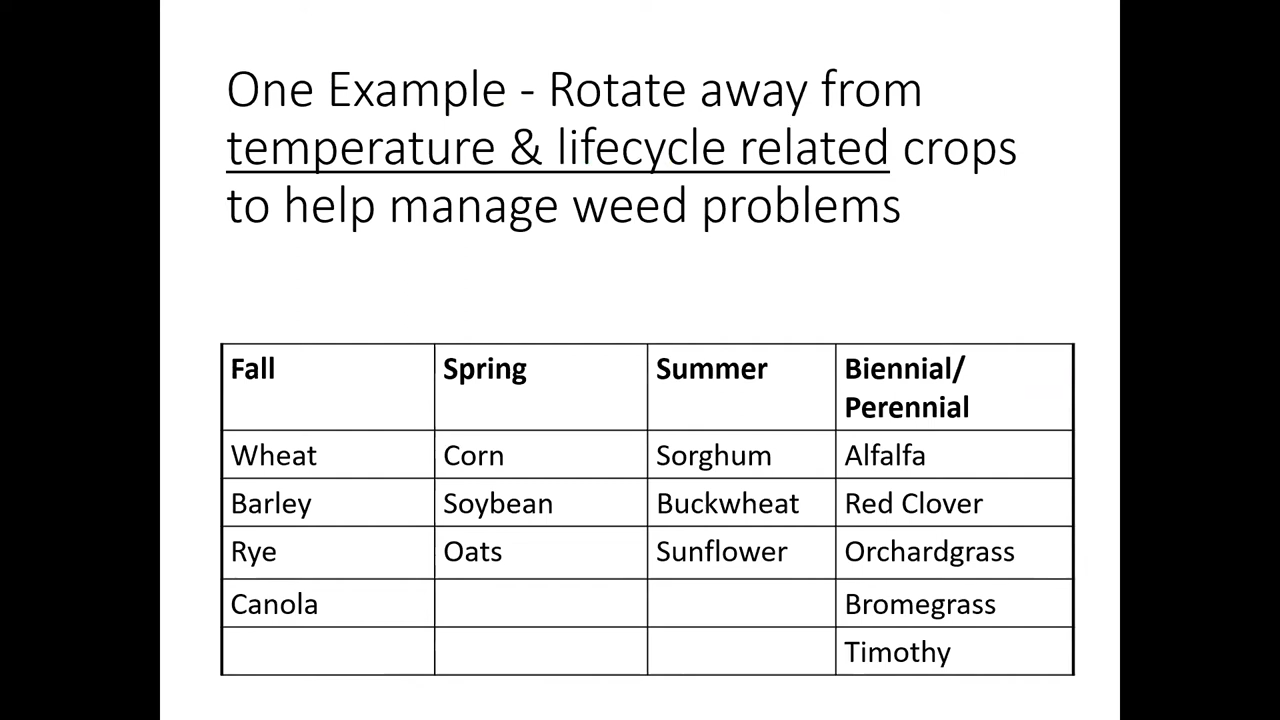 One Example - Rotate away from
temperature & lifecycle related crops
to help manage weed problems
Fall Spring Summer Biennial/
Perennial
Wheat Corn Sorghum Alfalfa
Barley Soybean Buckwheat Red Clover
Rye Oats Sunflower Orchardgrass
Canola Bromegrass
Timothy